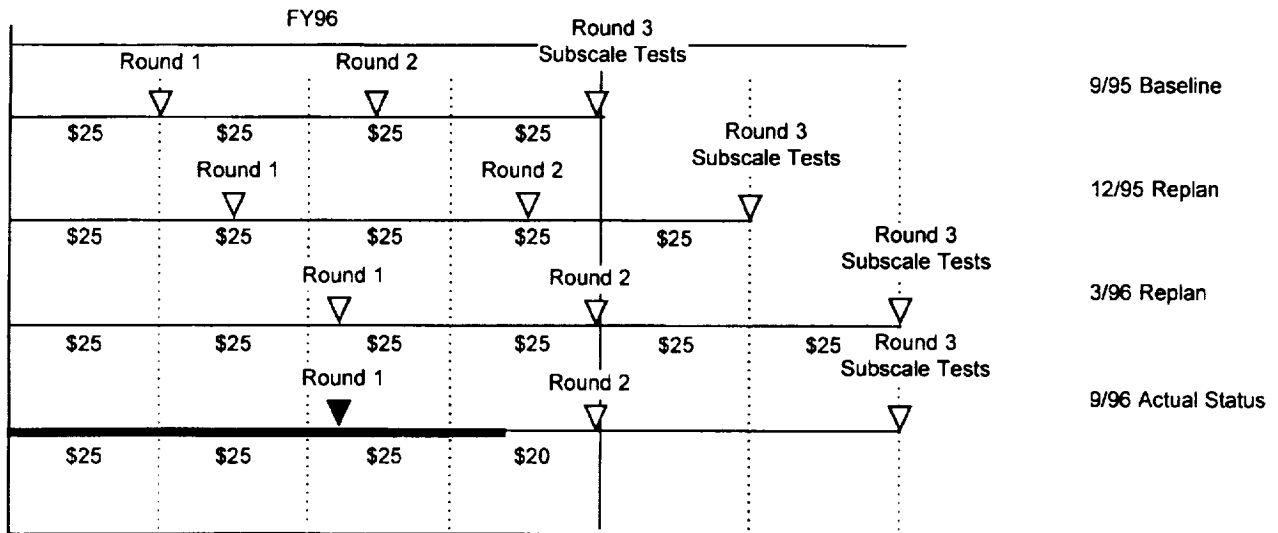 FY96
Round 3
Subscale Tests
Round 1
Round 2
9/95 Baseline
$25
$25
$25
$25
Round 3
Subscale Tests
Round 1
Round 2
12/95 Replan
$25
$25
$25
$25
$25
Round 3
Subscale Tests
Round 1
Round 2
3/96 Replan
$25
$25
$25
$25
$25
$25
Round 3
Subscale Tests
Round 1
Round 2
9/96 Actual Status
$25
$25
$25
$20